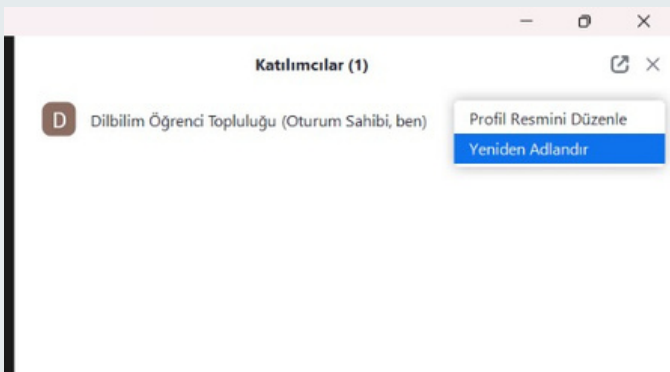 Katılımcılar (1)
D
Dilbilim Öğrenci Topluluğu (Oturum Sahibi, ben)
Profil Resmini Düzenle
Yeniden Adlandır